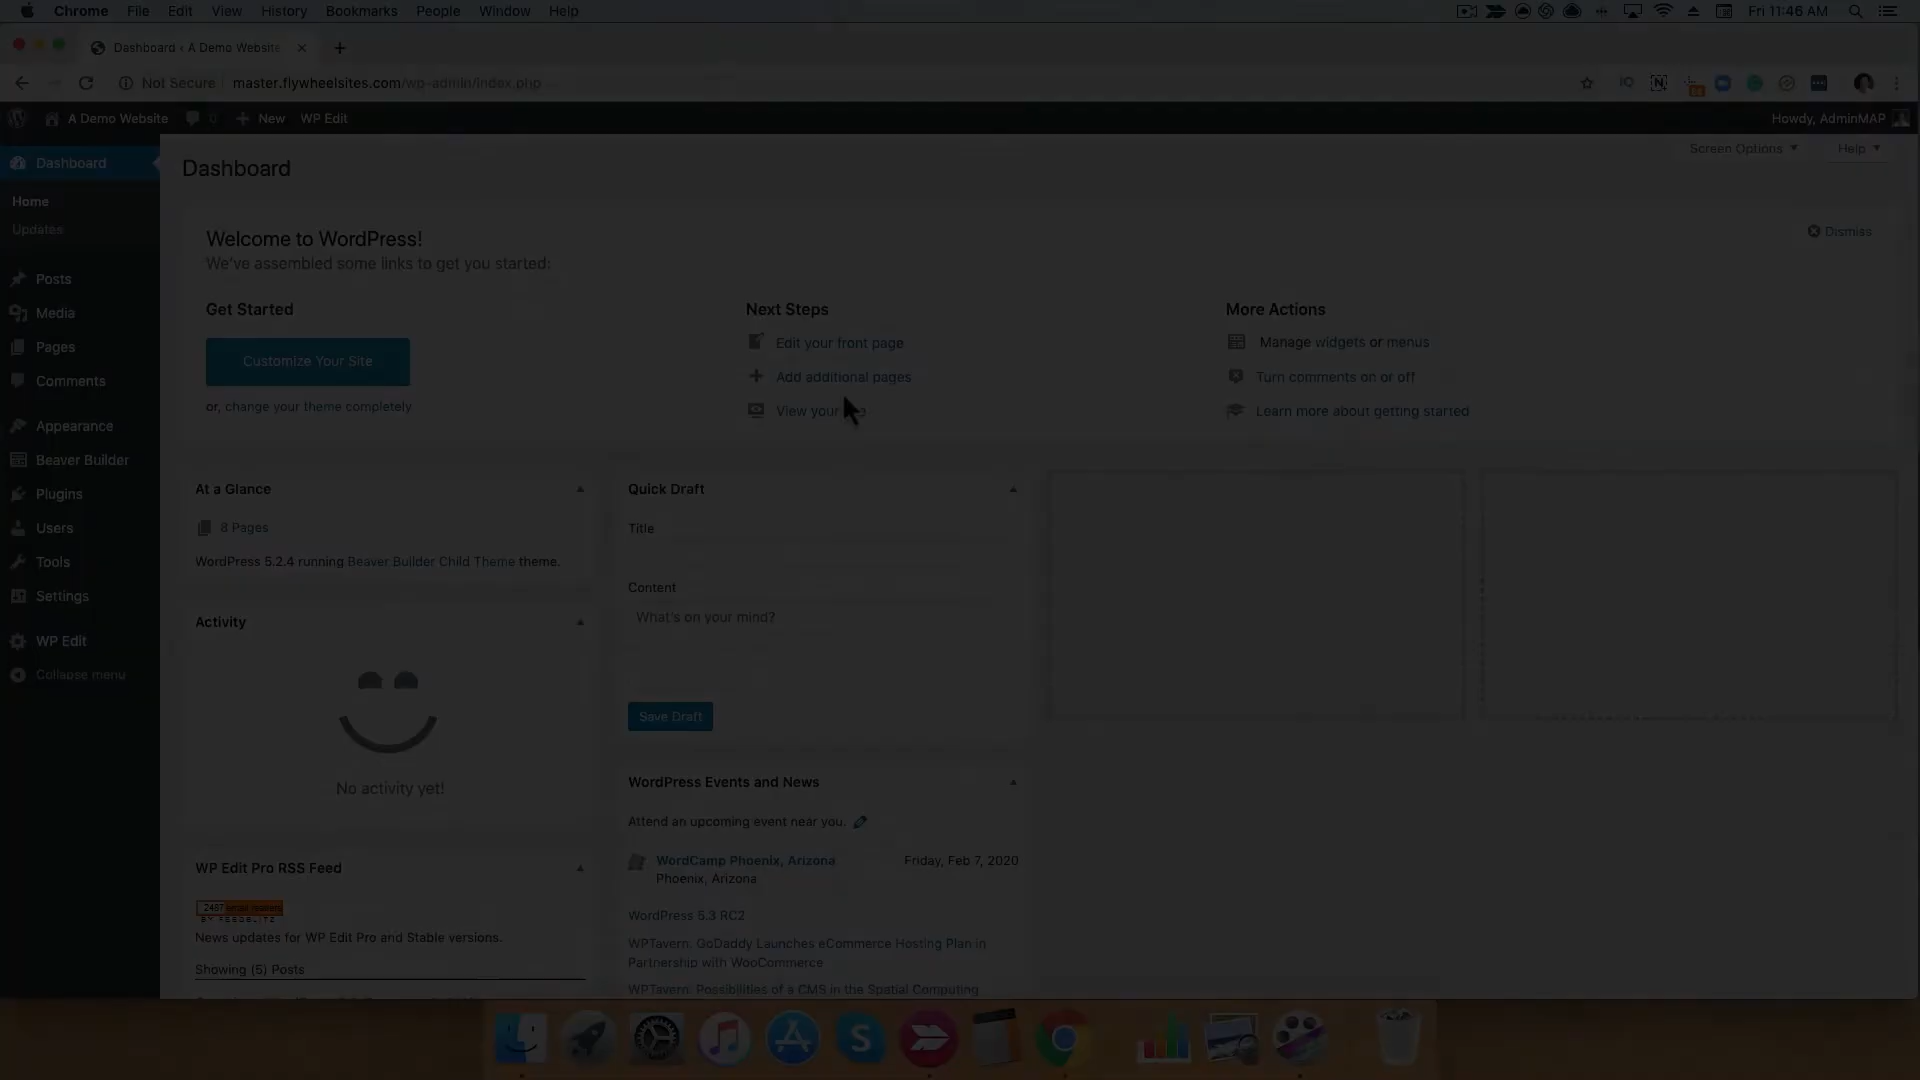 Chrome File Edit View History Bookmarks People Window Help
Fri 11:46 AM
Dashboard ‹ A Demo Website
Not Secure master.flywheelsites.com/wp-admin/index.php
A Demo Website 0 New WP Edit
Howdy, AdminMAP
Dashboard
Home
Updates
Posts
Media
Pages
Comments
Appearance
Beaver Builder
Plugins
Users
Tools
Settings
WP Edit
Collapse menu
Dashboard
Screen Options Help
Welcome to WordPress!
We've assembled some links to get you started:
Dismiss
Get Started
Customize Your Site
or, change your theme completely
Next Steps
Edit your front page
Add additional pages
View your
More Actions
Manage widgets or menus
Turn comments on or off
Learn more about getting started
At a Glance
8 Pages
WordPress 5.2.4 running Beaver Builder Child Theme theme.
Activity
No activity yet!
WP Edit Pro RSS Feed
2487 email readers
BY FEEDBLITZ
News updates for WP Edit Pro and Stable versions.
Showing (5) Posts
Quick Draft
Title
Content
What's on your mind?
Save Draft
WordPress Events and News
Attend an upcoming event near you.
WordCamp Phoenix, Arizona Friday, Feb 7, 2020
Phoenix, Arizona
WordPress 5.3 RC2
WPTavern: GoDaddy Launches eCommerce Hosting Plan in
Partnership with WooCommerce
WPTavern: Possibilities of a CMS in the Spatial Computing